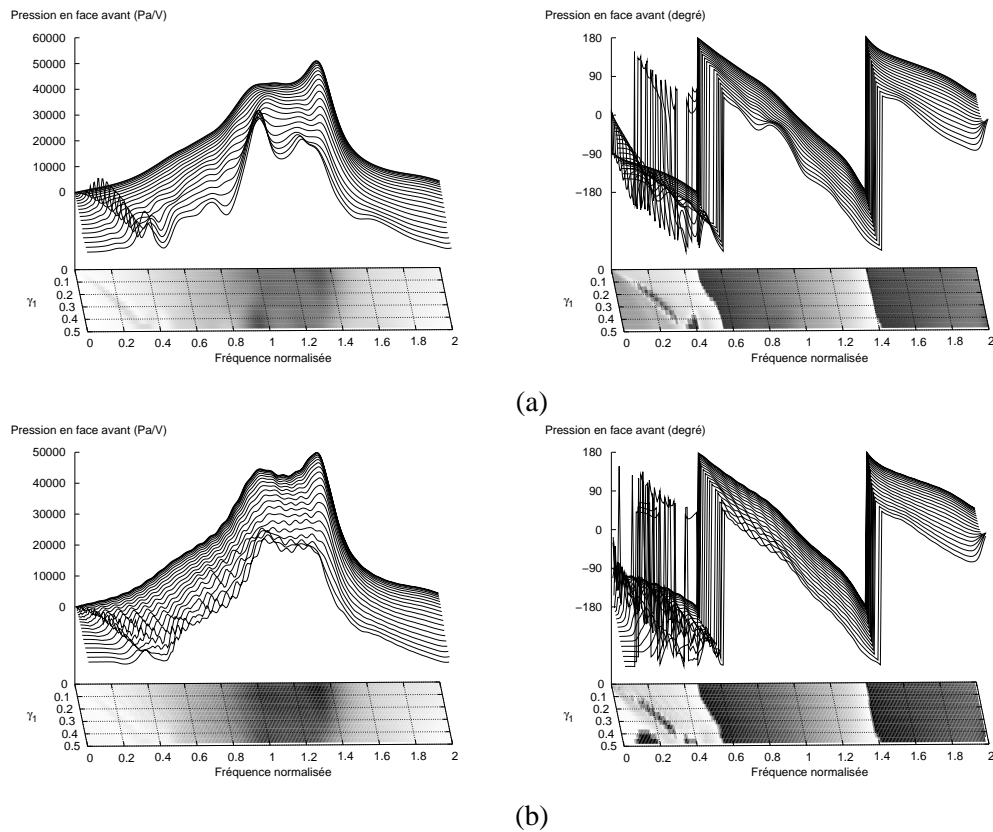 Pression en face avant (Pa/V)
60000
50000
40000
30000
20000
10000
0
0
0.1
0.2
0.3
0.4
0.5
γ1
0 0.2 0.4 0.6 0.8 1 1.2 1.4 1.6 1.8 2
Fréquence normalisée
Pression en face avant (degré)
180
90
0
−90
−180
0
0.1
0.2
0.3
0.4
0.5
γ1
0 0.2 0.4 0.6 0.8 1 1.2 1.4 1.6 1.8 2
Fréquence normalisée
(a)
Pression en face avant (Pa/V)
50000
40000
30000
20000
10000
0
0
0.1
0.2
0.3
0.4
0.5
γ1
0 0.2 0.4 0.6 0.8 1 1.2 1.4 1.6 1.8 2
Fréquence normalisée
Pression en face avant (degré)
180
90
0
−90
−180
0
0.1
0.2
0.3
0.4
0.5
γ1
0 0.2 0.4 0.6 0.8 1 1.2 1.4 1.6 1.8 2
Fréquence normalisée
(b)